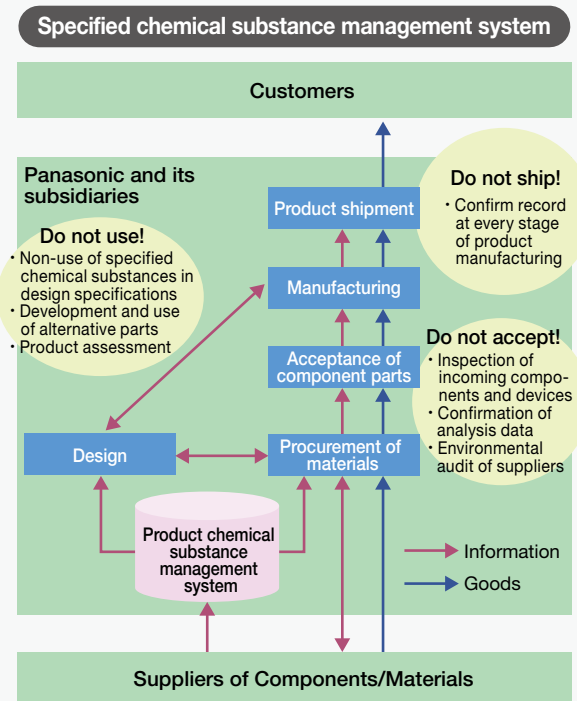 Specified chemical substance management system
Customers
Panasonic and its
subsidiaries
Do not use!
・Non-use of specified
chemical substances in
design specifications
・Development and use
of alternative parts
・Product assessment
Product shipment
Do not ship!
・Confirm record
at every stage
of product
manufacturing
Manufacturing
Acceptance of
component parts
Do not accept!
・Inspection of
incoming compo-
nents and devices
・Confirmation of
analysis data
・Environmental
audit of suppliers
Design
Procurement of
materials
Product chemical
substance
management
system
Information
Goods
Suppliers of Components/Materials